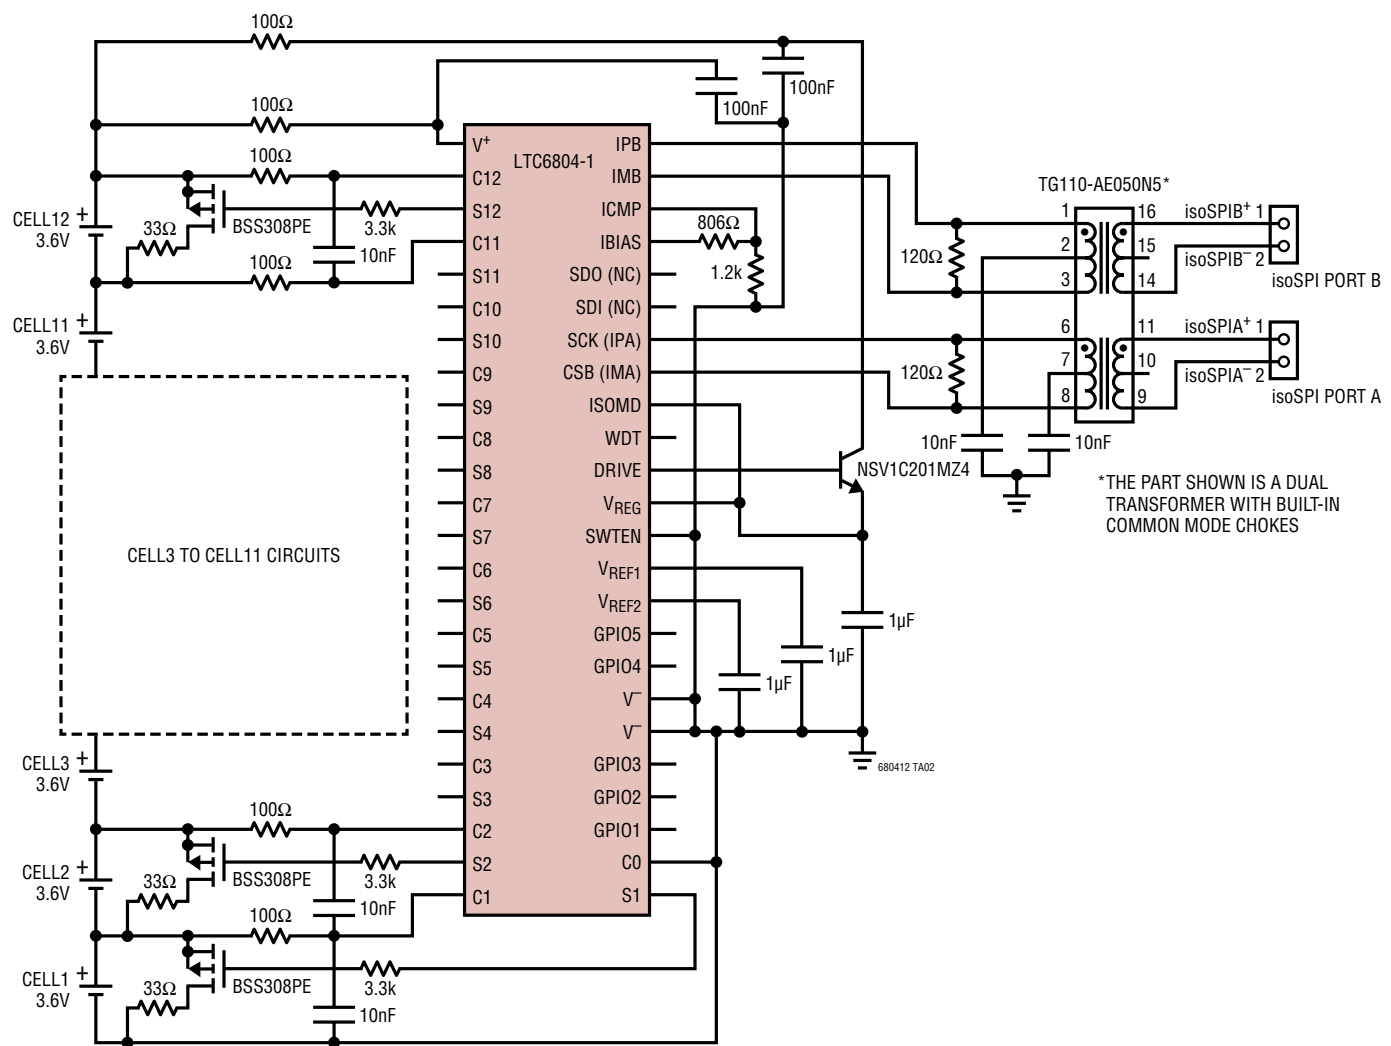 100Ω
100nF
100nF
100Ω
100Ω
CELL12
3.6V
+
33Ω
BSS308PE
3.3k
10nF
100Ω
CELL11
3.6V
+
CELL3 TO CELL11 CIRCUITS
CELL3
3.6V
+
100Ω
CELL2
3.6V
+
33Ω
BSS308PE
3.3k
10nF
100Ω
CELL1
3.6V
+
33Ω
BSS308PE
3.3k
10nF
LTC6804-1
V+
C12
S12
C11
S11
C10
S10
C9
S9
C8
S8
C7
S7
C6
S6
C5
S5
C4
S4
C3
S3
C2
S2
C1
IPB
IMB
ICMP
IBIAS
SDO (NC)
SDI (NC)
SCK (IPA)
CSB (IMA)
ISOMD
WDT
DRIVE
VREG
SWTEN
VREF1
VREF2
GPIO5
GPIO4
V–
V–
GPIO3
GPIO2
GPIO1
C0
S1
806Ω
1.2k
120Ω
120Ω
TG110-AE050N5*
1
2
3
6
7
8
16
15
14
11
10
9
isoSPIB+ 1
isoSPIB– 2
isoSPI PORT B
isoSPIA+ 1
isoSPIA– 2
isoSPI PORT A
10nF
10nF
NSV1C201MZ4
*THE PART SHOWN IS A DUAL
TRANSFORMER WITH BUILT-IN
COMMON MODE CHOKES
1µF
1µF
1µF
680412 TA02